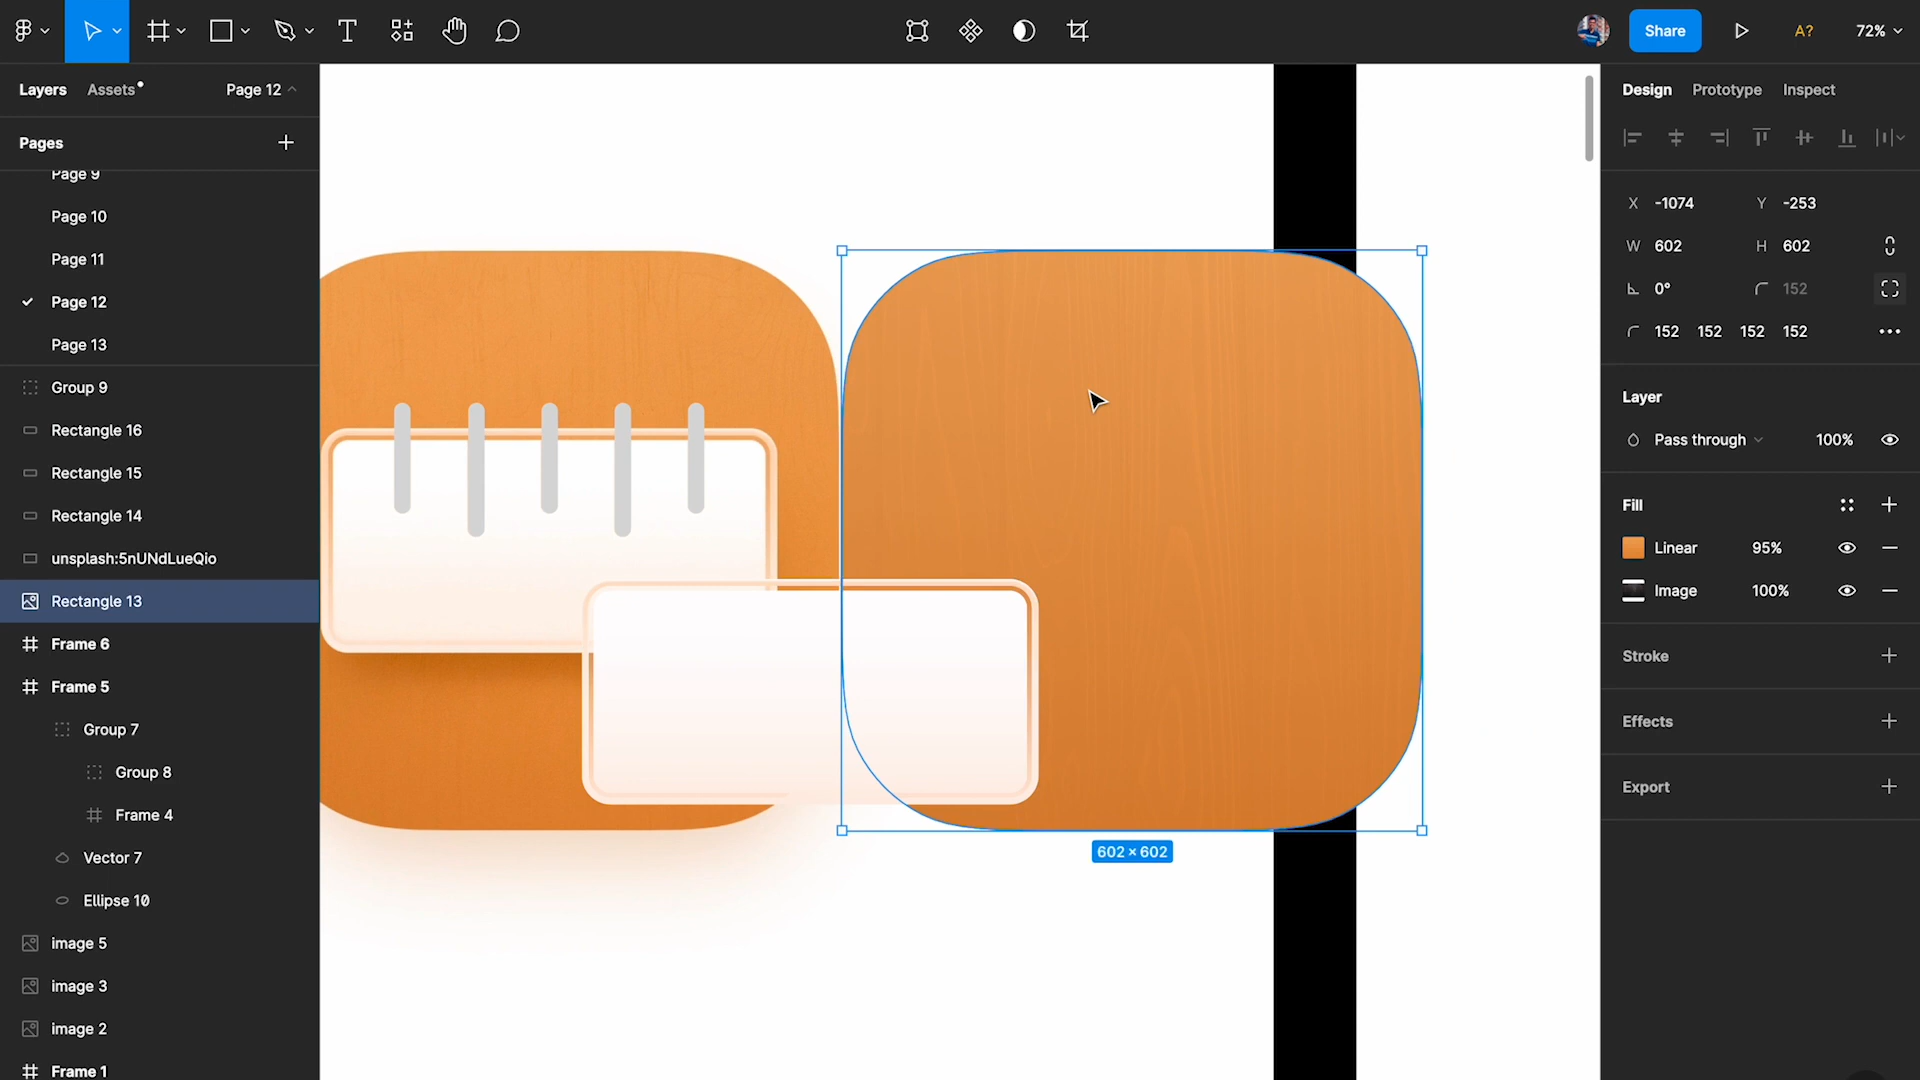 Share
A?
72%
Layers
Assets
Page 12
Pages
Page 9
Page 10
Page 11
Page 12
Page 13
Group 9
Rectangle 16
Rectangle 15
Rectangle 14
unsplash:5nUNdLueQio
Rectangle 13
Frame 6
Frame 5
Group 7
Group 8
Frame 4
Vector 7
Ellipse 10
image 5
image 3
image 2
Frame 1
602 × 602
Design Prototype Inspect
X -1074 Y -253
W 602 H 602
0° 152
152 152 152 152
Layer
Pass through 100%
Fill
Linear 95%
Image 100%
Stroke
Effects
Export